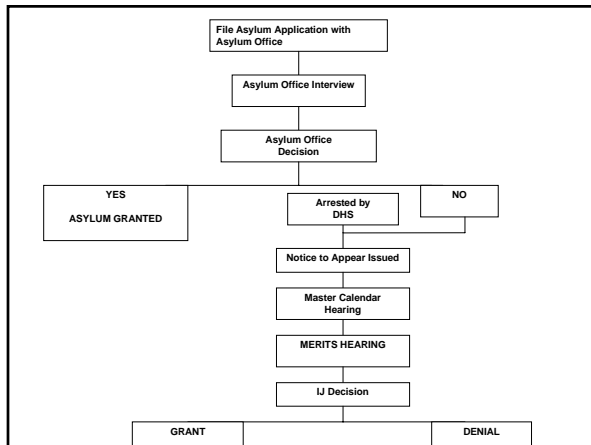 File Asylum Application with
Asylum Office
Asylum Office Interview
Asylum Office
Decision
YES
ASYLUM GRANTED
Arrested by
DHS
NO
Notice to Appear Issued
Master Calendar
Hearing
MERITS HEARING
IJ Decision
GRANT
DENIAL